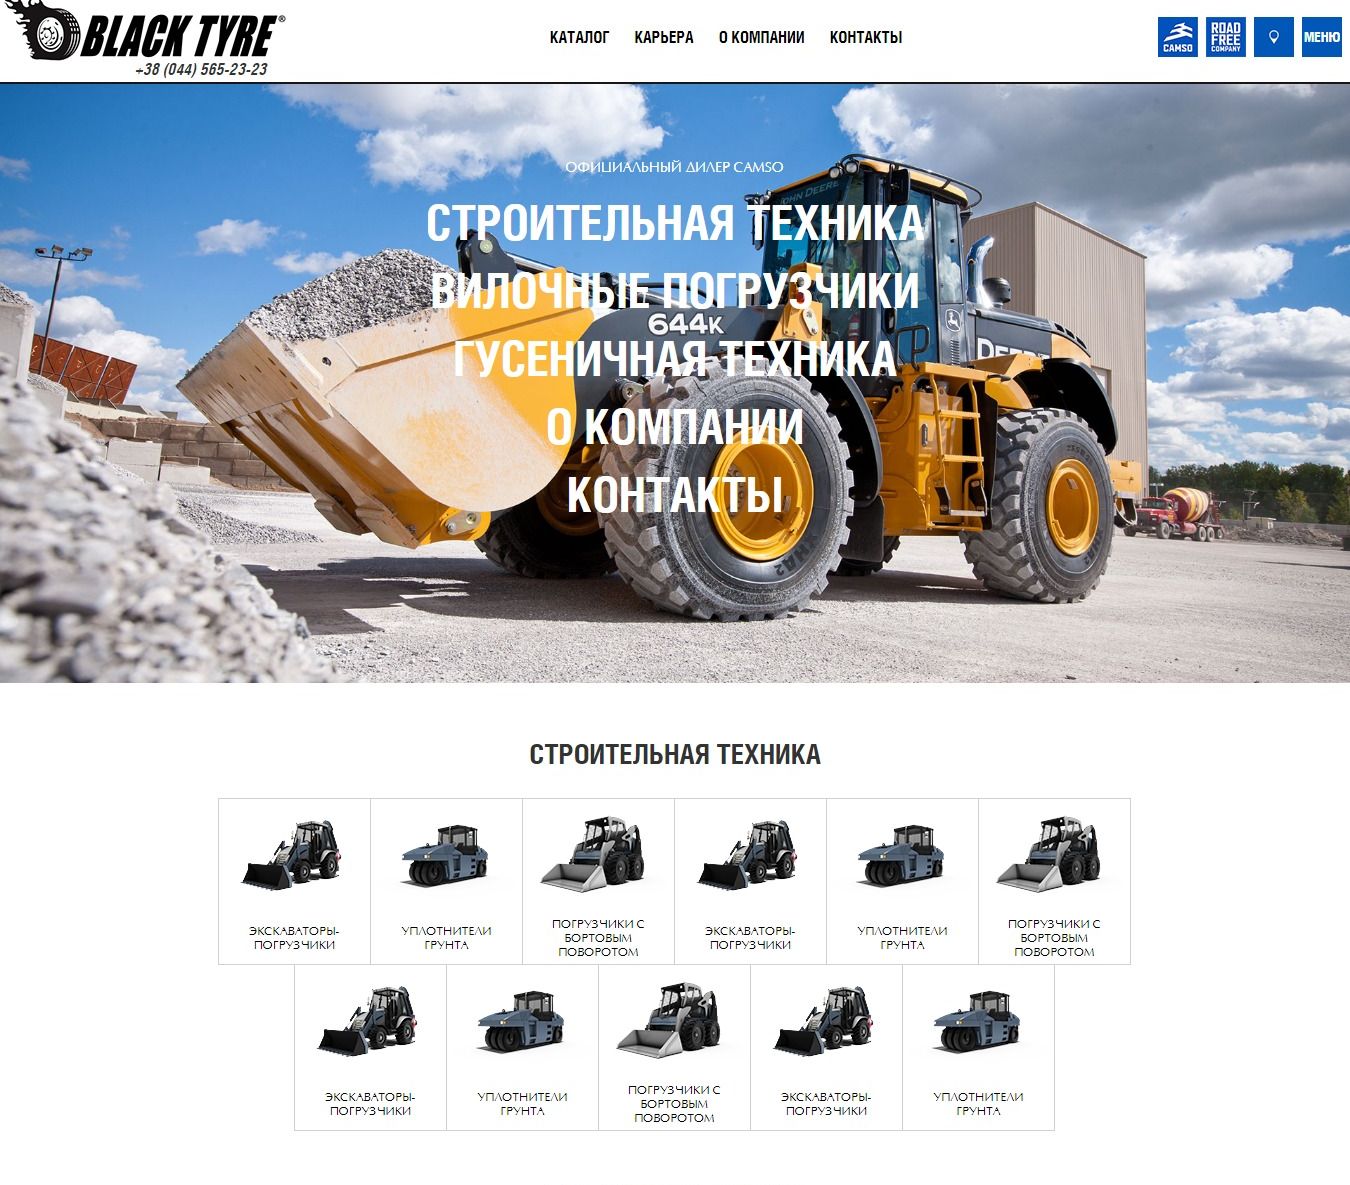 BLACK TYRE®
+38 (044) 565-23-23
КАТАЛОГ КАРЬЕРА О КОМПАНИИ КОНТАКТЫ
CAMSO
ROAD
FREE
COMPANY
МЕНЮ
ОФИЦИАЛЬНЫЙ ДИЛЕР CAMSO
JOHN DEERE
СТРОИТЕЛЬНАЯ ТЕХНИКА
ВИЛОЧНЫЕ ПОГРУЗЧИКИ
644K
ГУСЕНИЧНАЯ ТЕХНИКА
О КОМПАНИИ
КОНТАКТЫ
СТРОИТЕЛЬНАЯ ТЕХНИКА
ЭКСКАВАТОРЫ-
ПОГРУЗЧИКИ
УПЛОТНИТЕЛИ
ГРУНТА
ПОГРУЗЧИКИ С
БОРТОВЫМ
ПОВОРОТОМ
ЭКСКАВАТОРЫ-
ПОГРУЗЧИКИ
УПЛОТНИТЕЛИ
ГРУНТА
ПОГРУЗЧИКИ С
БОРТОВЫМ
ПОВОРОТОМ
ЭКСКАВАТОРЫ-
ПОГРУЗЧИКИ
УПЛОТНИТЕЛИ
ГРУНТА
ПОГРУЗЧИКИ С
БОРТОВЫМ
ПОВОРОТОМ
ЭКСКАВАТОРЫ-
ПОГРУЗЧИКИ
УПЛОТНИТЕЛИ
ГРУНТА